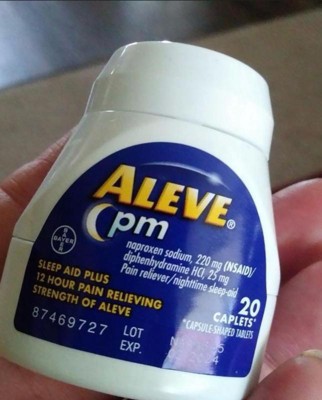 ALEVE®
pm
naproxen sodium, 220 mg (NSAID)/
diphenhydramine HCl, 25 mg
Pain reliever/nighttime sleep-aid
BAYER
SLEEP AID PLUS
12 HOUR PAIN RELIEVING
STRENGTH OF ALEVE
20
CAPLETS*
*CAPSULE-SHAPED TABLETS
87469727 LOT
EXP.